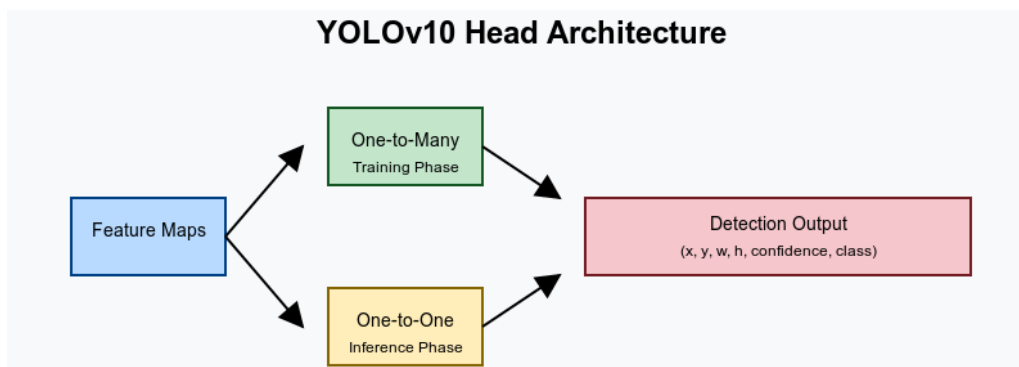 YOLOv10 Head Architecture
One-to-Many
Training Phase
Feature Maps
Detection Output
(x, y, w, h, confidence, class)
One-to-One
Inference Phase